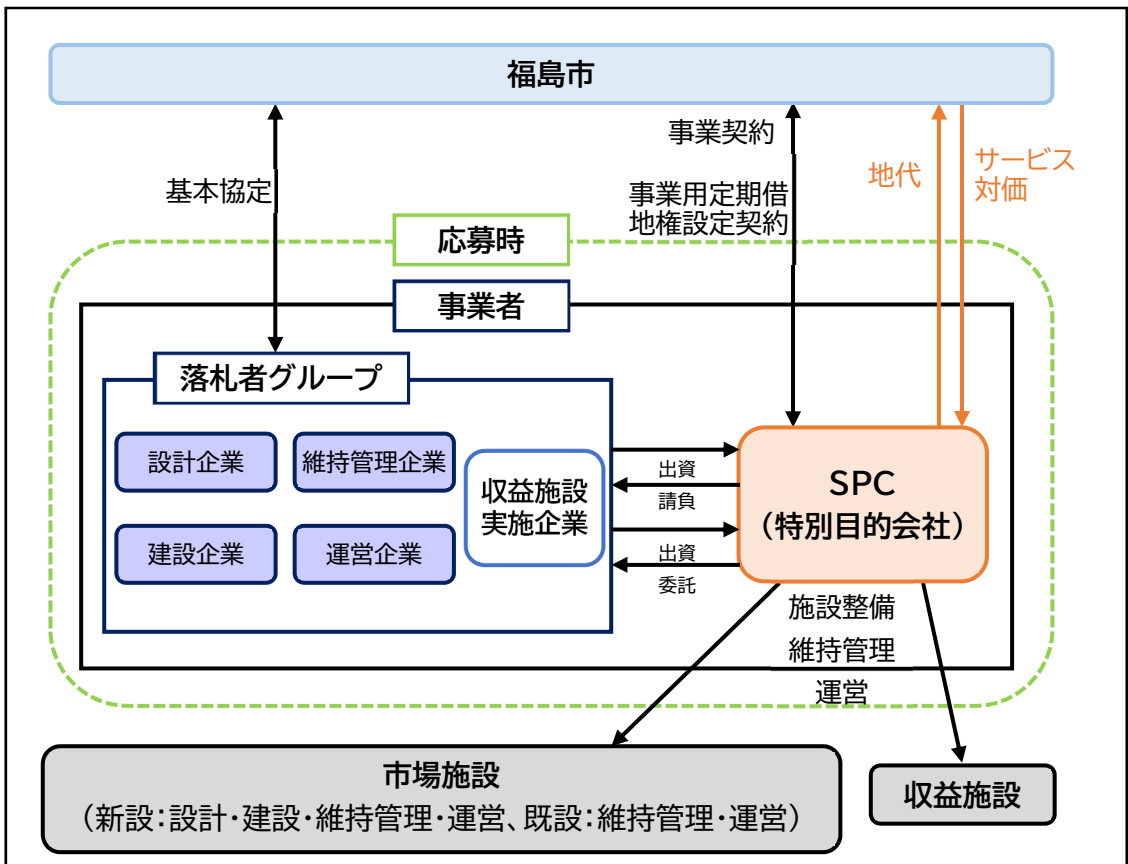 福島市
基本協定
事業契約
事業用定期借
地権設定契約
地代
サービス
対価
応募時
事業者
落札者グループ
設計企業
維持管理企業
建設企業
運営企業
収益施設
実施企業
出資
請負
出資
委託
SPC
（特別目的会社）
施設整備
維持管理
運営
市場施設
（新設：設計・建設・維持管理・運営、既設：維持管理・運営）
収益施設